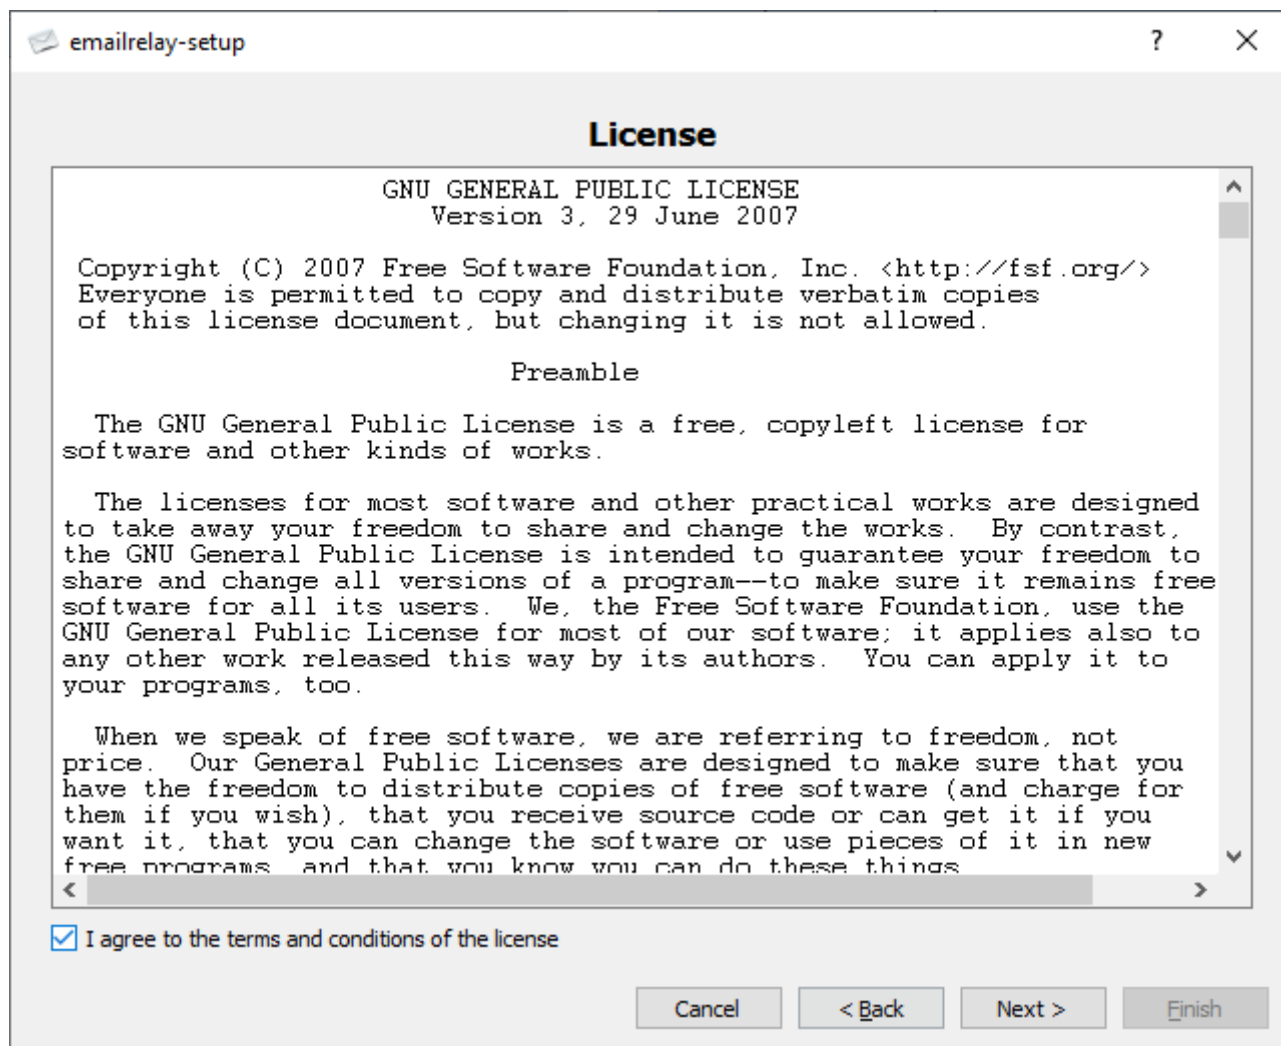 emailrelay-setup
License
GNU GENERAL PUBLIC LICENSE
Version 3, 29 June 2007
Copyright (C) 2007 Free Software Foundation, Inc. <http://fsf.org/>
Everyone is permitted to copy and distribute verbatim copies
of this license document, but changing it is not allowed.
Preamble
The GNU General Public License is a free, copyleft license for
software and other kinds of works.
The licenses for most software and other practical works are designed
to take away your freedom to share and change the works.  By contrast,
the GNU General Public License is intended to guarantee your freedom to
share and change all versions of a program--to make sure it remains free
software for all its users.  We, the Free Software Foundation, use the
GNU General Public License for most of our software; it applies also to
any other work released this way by its authors.  You can apply it to
your programs, too.
When we speak of free software, we are referring to freedom, not
price.  Our General Public Licenses are designed to make sure that you
have the freedom to distribute copies of free software (and charge for
them if you wish), that you receive source code or can get it if you
want it, that you can change the software or use pieces of it in new
free programs, and that you know you can do these things.
I agree to the terms and conditions of the license
Cancel
< Back
Next >
Finish